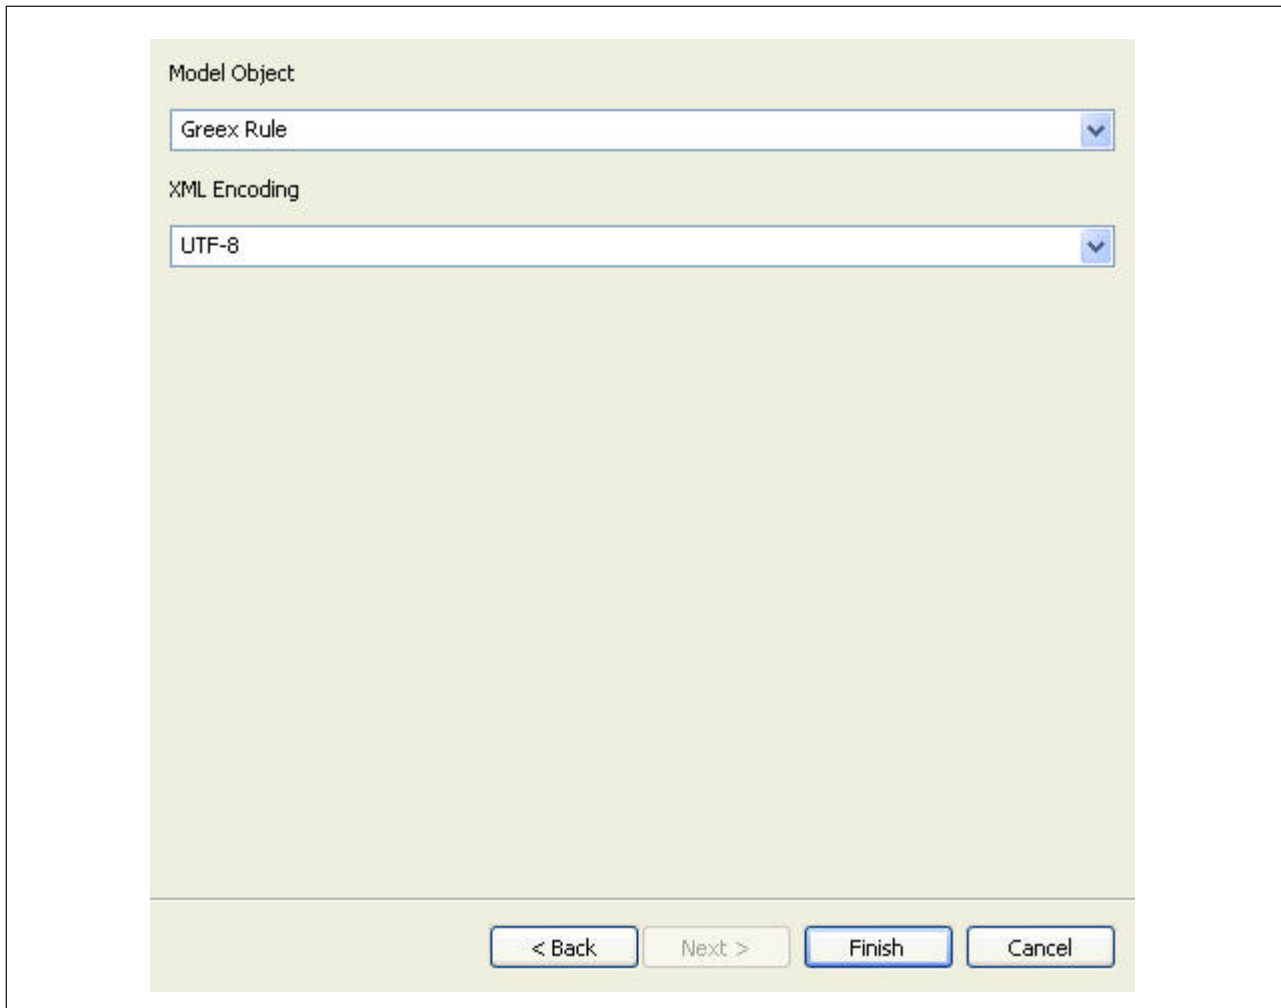 Model Object
Greex Rule
XML Encoding
UTF-8
< Back Next > Finish Cancel